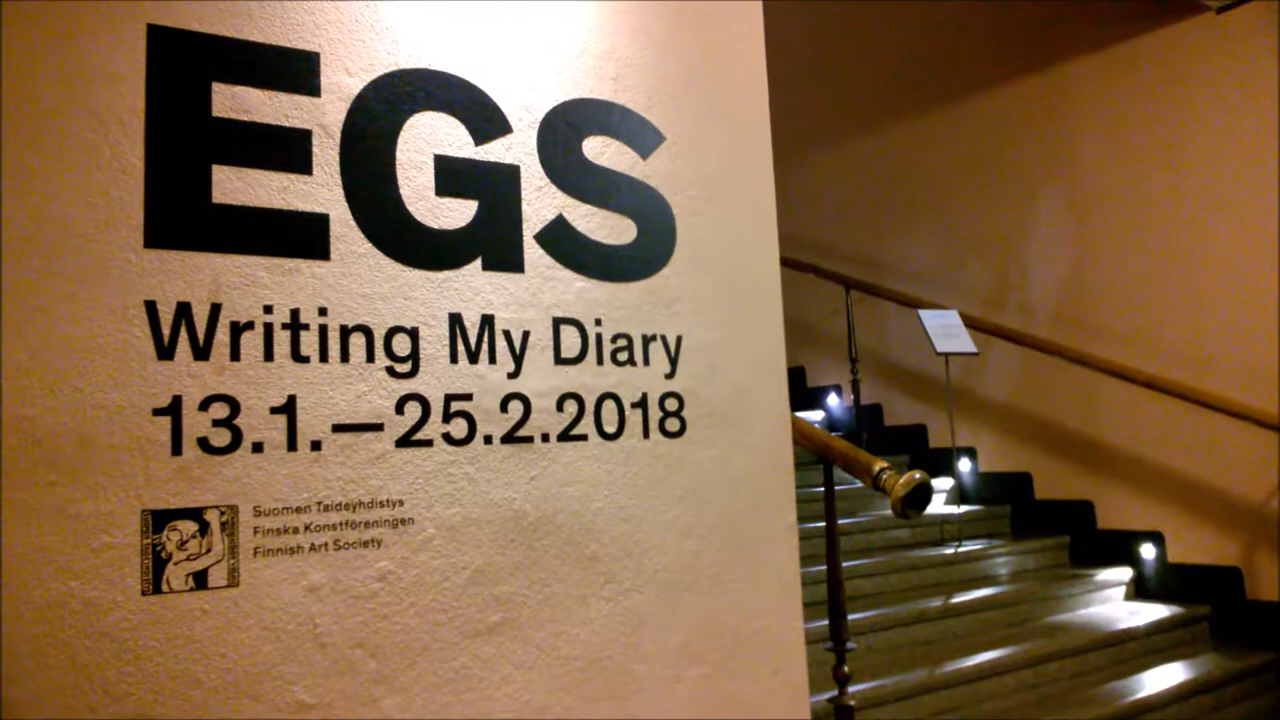 EGS
Writing My Diary
13.1.—25.2.2018
Suomen Taideyhdistys
Finska Konstföreningen
Finnish Art Society